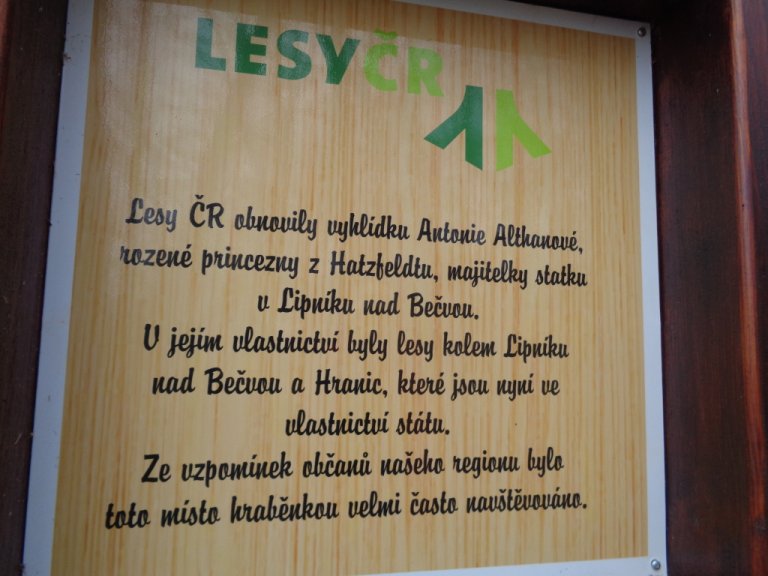 LESYČR
Lesy ČR obnovily vyhlídku Antonie Althanové,
rozené princezny z Hatzfeldtu, majitelky statku
v Lipníku nad Bečvou.
V jejím vlastnictví byly lesy kolem Lipníku
nad Bečvou a Hranic, které jsou nyní ve
vlastnictví státu.
Ze vzpomínek občanů našeho regionu bylo
toto místo hraběnkou velmi často navštěvováno.